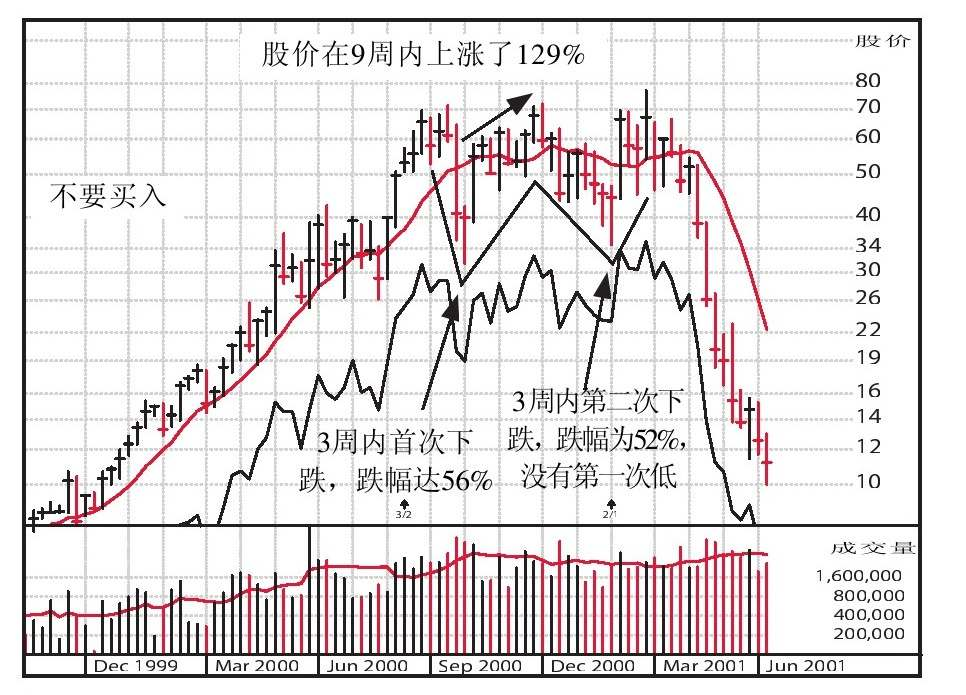 股价在9周内上涨了129%
股价
80
70
60
50
40
34
30
26
22
19
16
14
12
10
不要买入
3周内首次下
跌，跌幅达56%
3周内第二次下
跌，跌幅为52%，
没有第一次低
3/2
2/1
成交量
1,600,000
800,000
400,000
200,000
Dec 1999
Mar 2000
Jun 2000
Sep 2000
Dec 2000
Mar 2001
Jun 2001